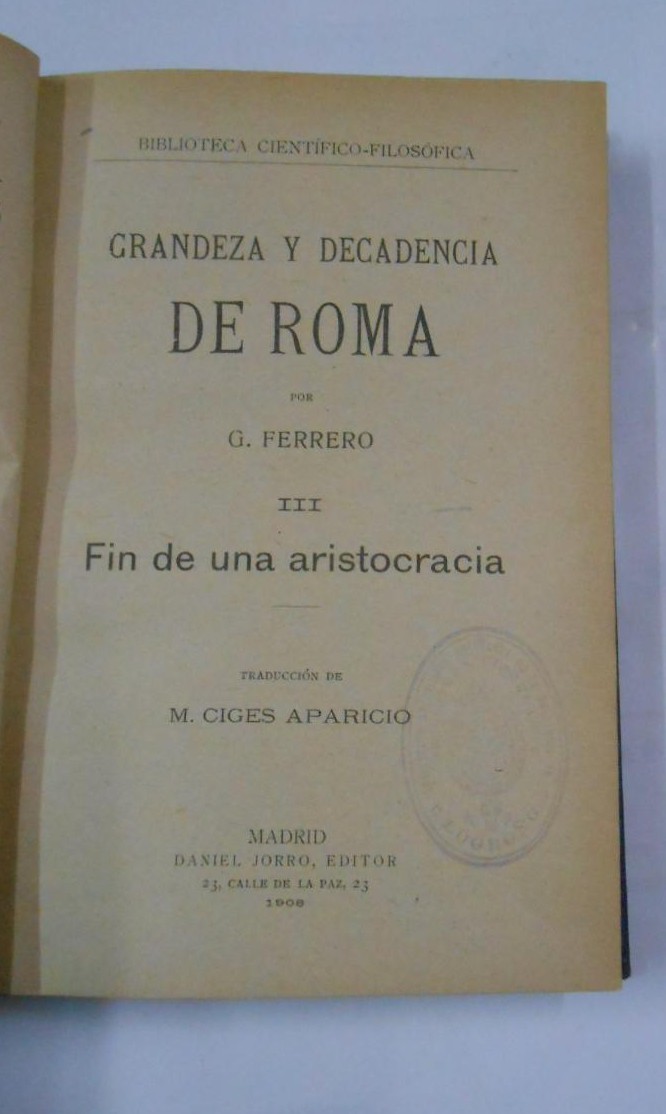 BIBLIOTECA CIENTÍFICO-FILOSÓFICA
GRANDEZA Y DECADENCIA
DE ROMA
POR
G. FERRERO
III
Fin de una aristocracia
TRADUCCIÓN DE
M. CIGES APARICIO
MADRID
DANIEL JORRO, EDITOR
23, CALLE DE LA PAZ, 23
1908